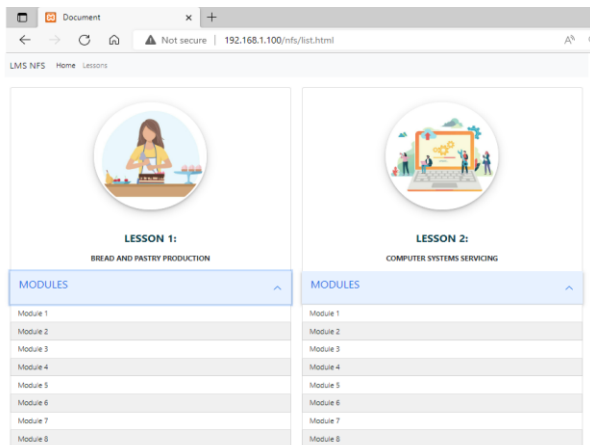 Document
Not secure | 192.168.1.100/nfs/list.html
LMS NFS Home Lessons
LESSON 1:
BREAD AND PASTRY PRODUCTION
MODULES
Module 1
Module 2
Module 3
Module 4
Module 5
Module 6
Module 7
Module 8
LESSON 2:
COMPUTER SYSTEMS SERVICING
MODULES
Module 1
Module 2
Module 3
Module 4
Module 5
Module 6
Module 7
Module 8